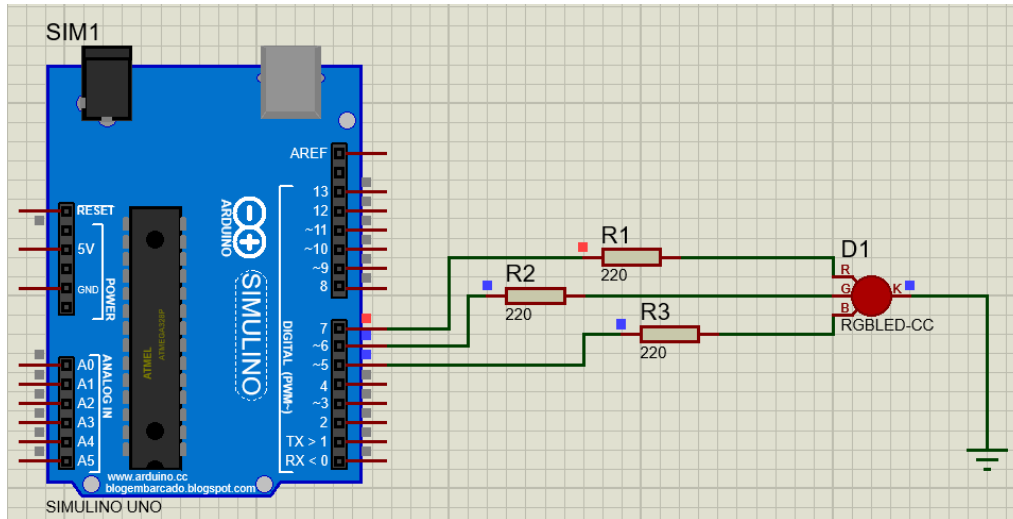 SIM1
AREF
13
12
~11
~10
~9
8
7
~6
~5
4
~3
2
TX > 1
RX < 0
RESET
5V
GND
POWER
A0
A1
A2
A3
A4
A5
ANALOG IN
ATMEL
ATMEGA328P
ARDUINO
ARDUINO
SIMULINO
DIGITAL (PWM~)
www.arduino.cc
blogembarcado.blogspot.com
SIMULINO UNO
R1
220
R2
220
R3
220
D1
R
G
B
K
RGBLED-CC